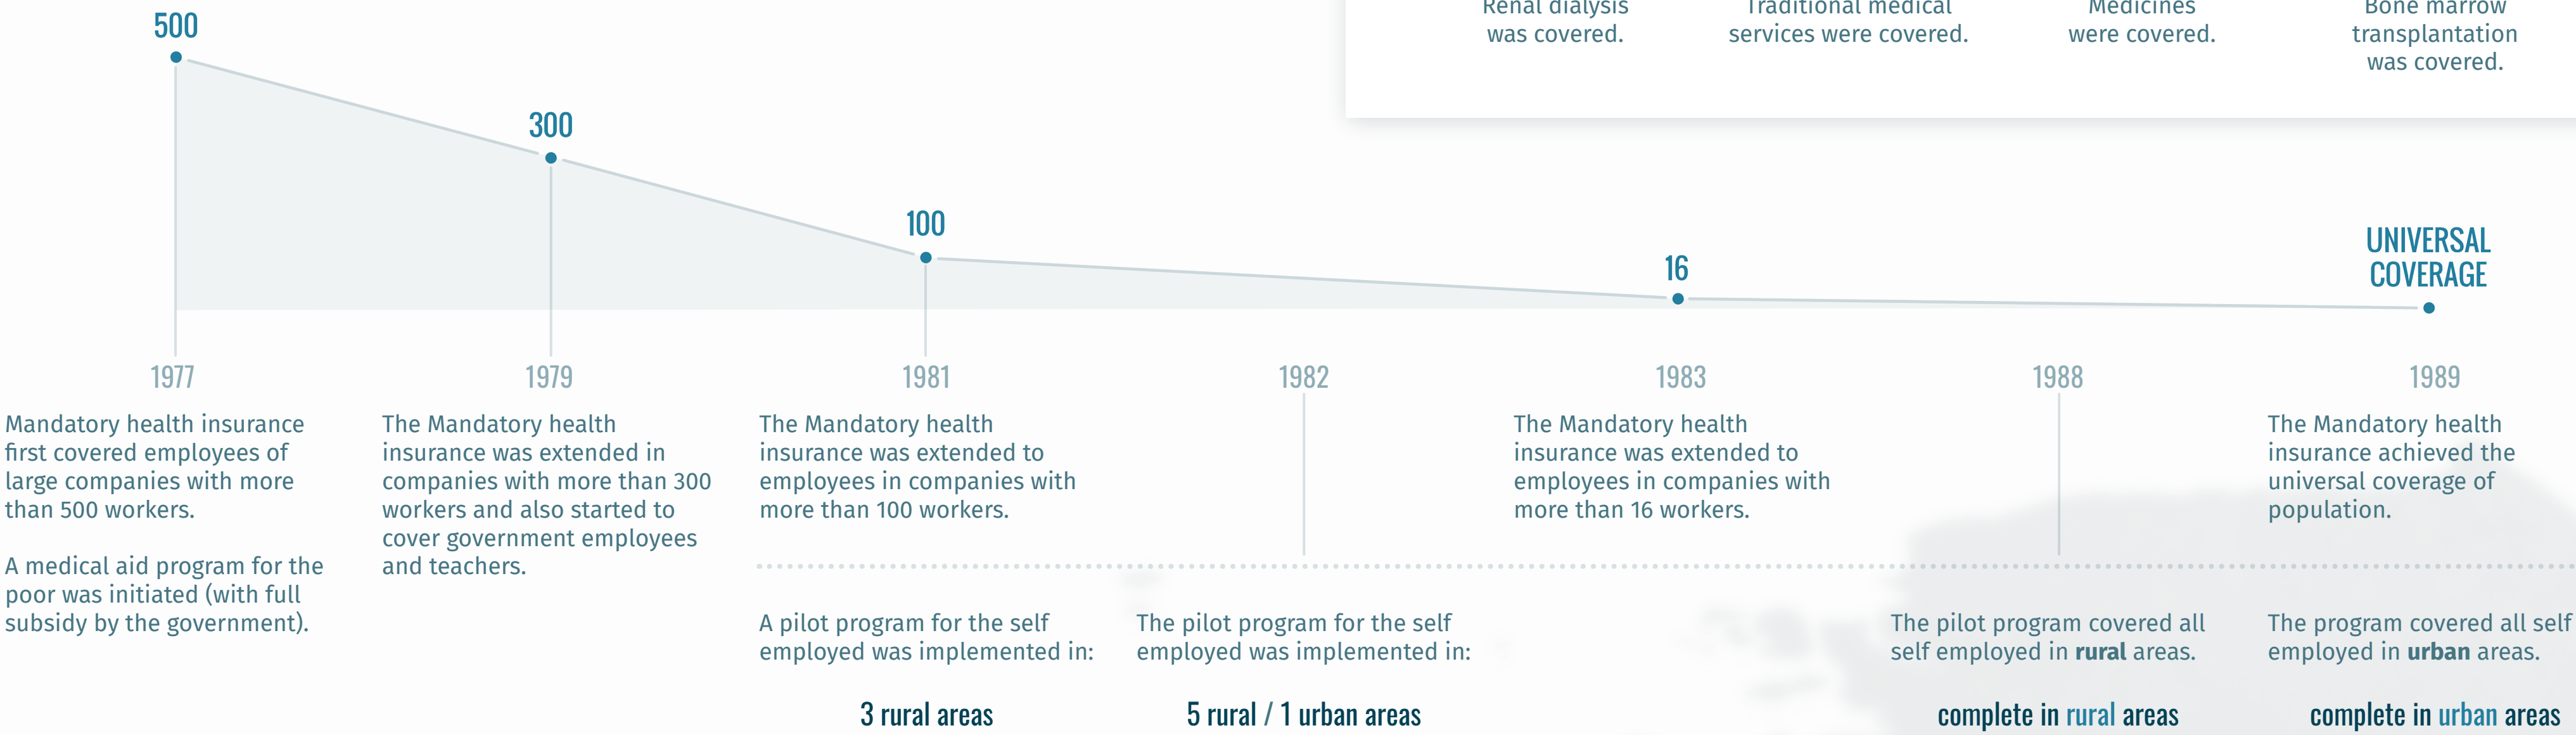 Renal dialysis
was covered.
Traditional medical
services were covered.
Medicines
were covered.
Bone marrow
transplantation
was covered.
500
300
100
16
UNIVERSAL
COVERAGE
1977
1979
1981
1982
1983
1988
1989
Mandatory health insurance
first covered employees of
large companies with more
than 500 workers.
A medical aid program for the
poor was initiated (with full
subsidy by the government).
The Mandatory health
insurance was extended in
companies with more than 300
workers and also started to
cover government employees
and teachers.
The Mandatory health
insurance was extended to
employees in companies with
more than 100 workers.
The Mandatory health
insurance was extended to
employees in companies with
more than 16 workers.
The Mandatory health
insurance achieved the
universal coverage of
population.
A pilot program for the self
employed was implemented in:
3 rural areas
The pilot program for the self
employed was implemented in:
5 rural / 1 urban areas
The pilot program covered all
self employed in rural areas.
complete in rural areas
The program covered all self
employed in urban areas.
complete in urban areas